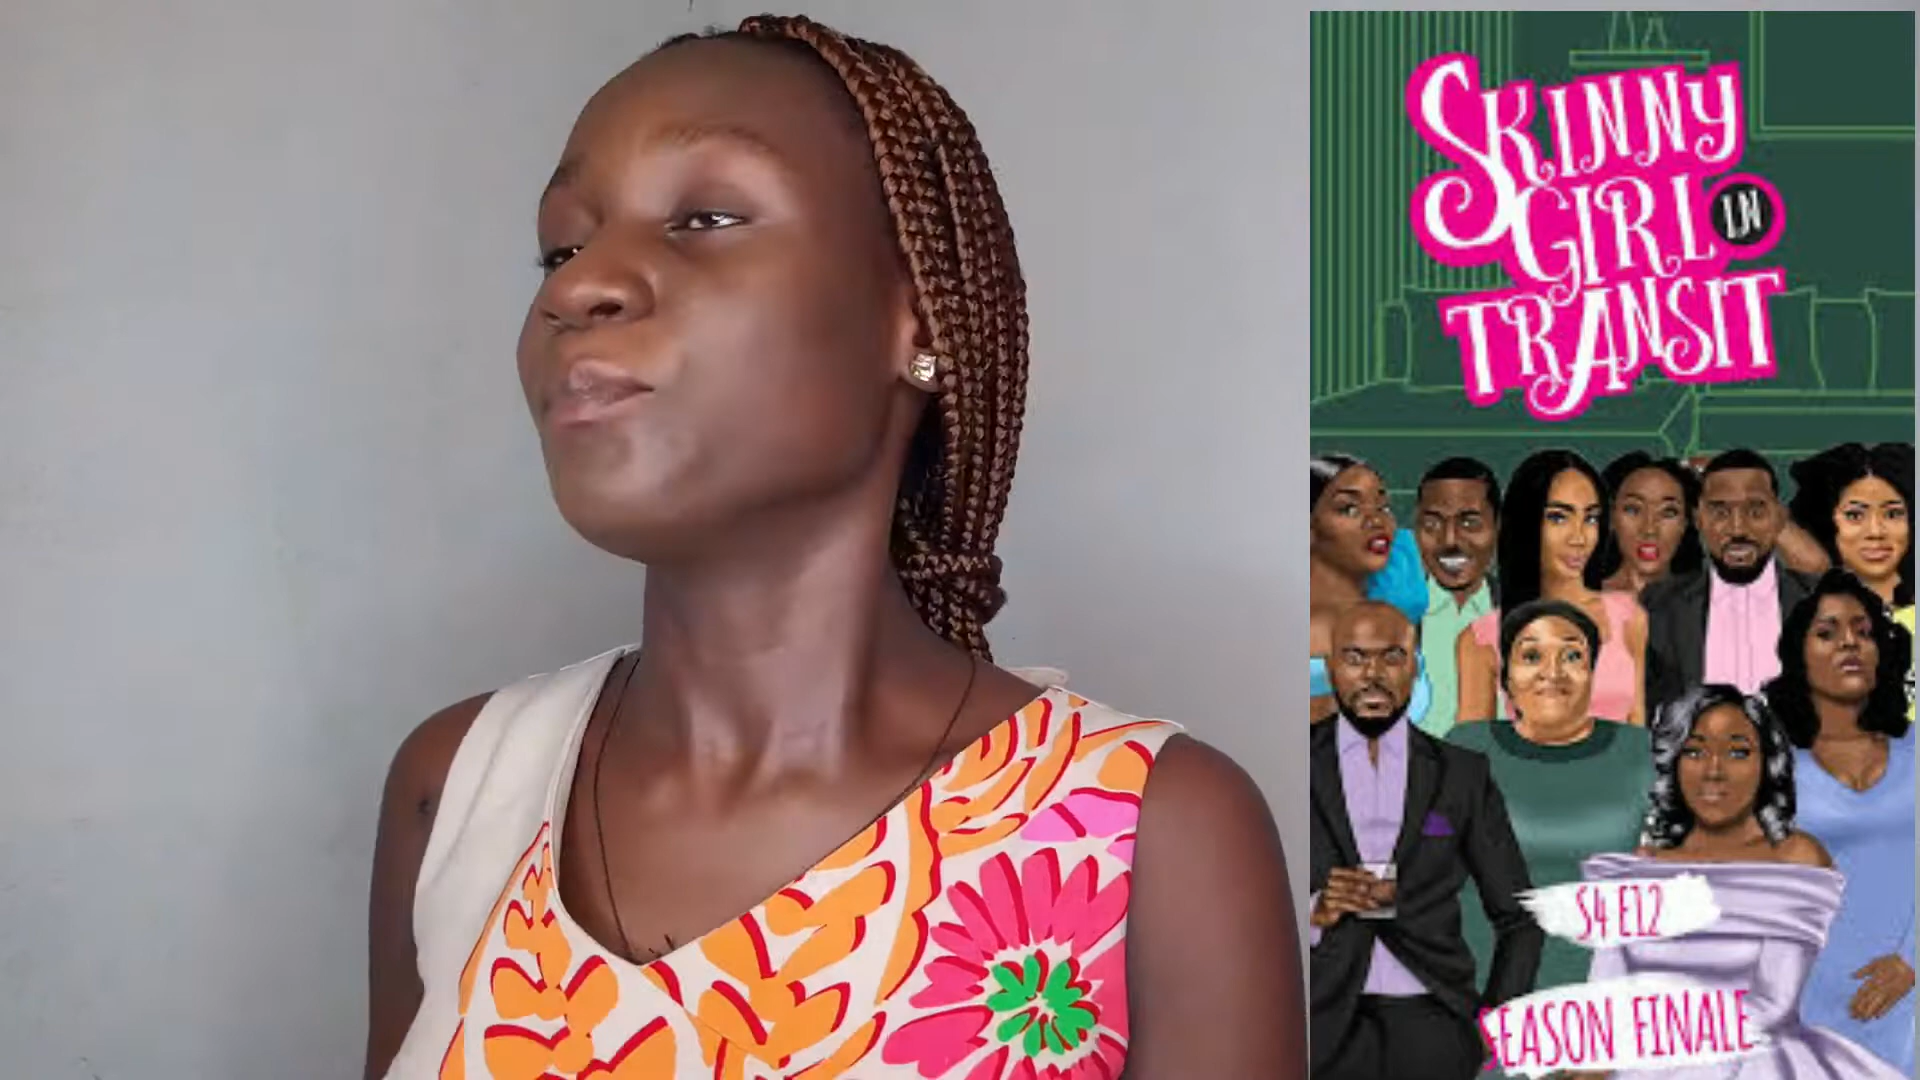 SKINNY
GIRL IN
TRANSIT
S4 E12
SEASON FINALE